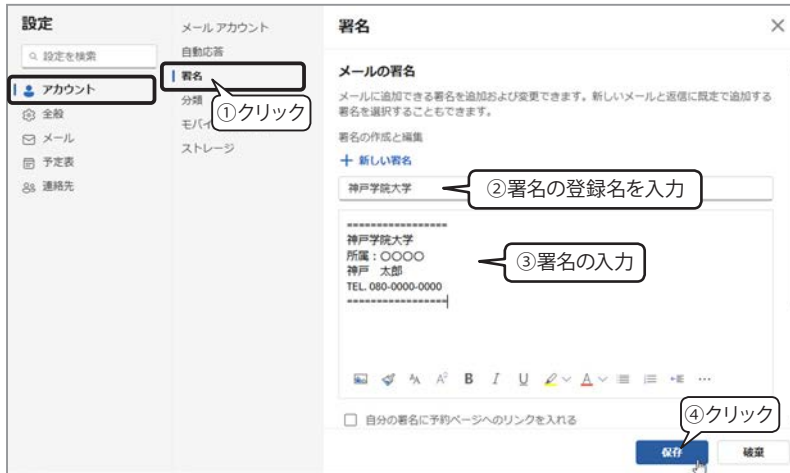 設定
設定を検索
アカウント
全般
メール
予定表
連絡先
メール アカウント
自動応答
署名
分類
モバイ
ストレージ
①クリック
署名
メールの署名
メールに追加できる署名を追加および変更できます。新しいメールと返信に既定で追加する
署名を選択することもできます。
署名の作成と編集
新しい署名
神戸学院大学
②署名の登録名を入力
=================
神戸学院大学
所属：〇〇〇〇
神戸　太郎
TEL. 080-0000-0000
=================
③署名の入力
B I U A
自分の署名に予約ページへのリンクを入れる
④クリック
保存
破棄